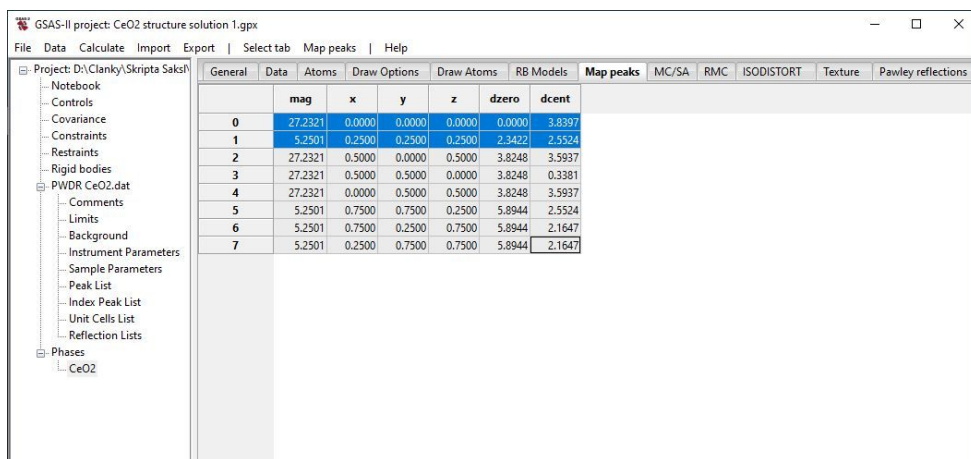 GSAS-II project: CeO2 structure solution 1.gpx
File Data Calculate Import Export | Select tab Map peaks | Help
Project: D:\Clanky\Skripta Saksl\
Notebook
Controls
Covariance
Constraints
Restraints
Rigid bodies
PWDR CeO2.dat
Comments
Limits
Background
Instrument Parameters
Sample Parameters
Peak List
Index Peak List
Unit Cells List
Reflection Lists
Phases
CeO2
General Data Atoms Draw Options Draw Atoms RB Models Map peaks MC/SA RMC ISODISTORT Texture Pawley reflections
mag x y z dzero dcent
0 27.2321 0.0000 0.0000 0.0000 0.0000 3.8397
1 5.2501 0.2500 0.2500 0.2500 2.3422 2.5524
2 27.2321 0.5000 0.0000 0.5000 3.8248 3.5937
3 27.2321 0.5000 0.5000 0.0000 3.8248 0.3381
4 27.2321 0.0000 0.5000 0.5000 3.8248 3.5937
5 5.2501 0.7500 0.7500 0.2500 5.8944 2.5524
6 5.2501 0.7500 0.2500 0.7500 5.8944 2.1647
7 5.2501 0.2500 0.7500 0.7500 5.8944 2.1647